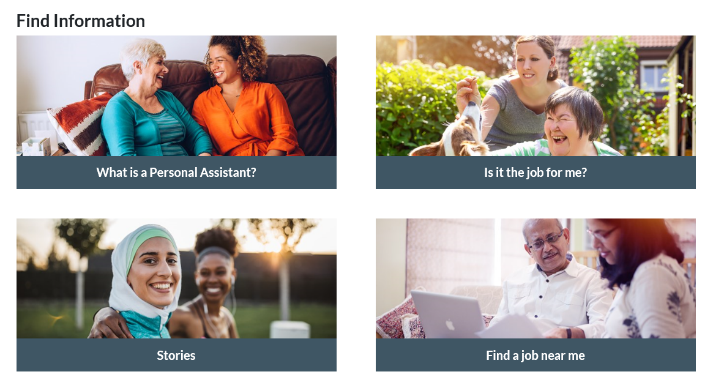 Find Information
What is a Personal Assistant?
Is it the job for me?
Stories
Find a job near me